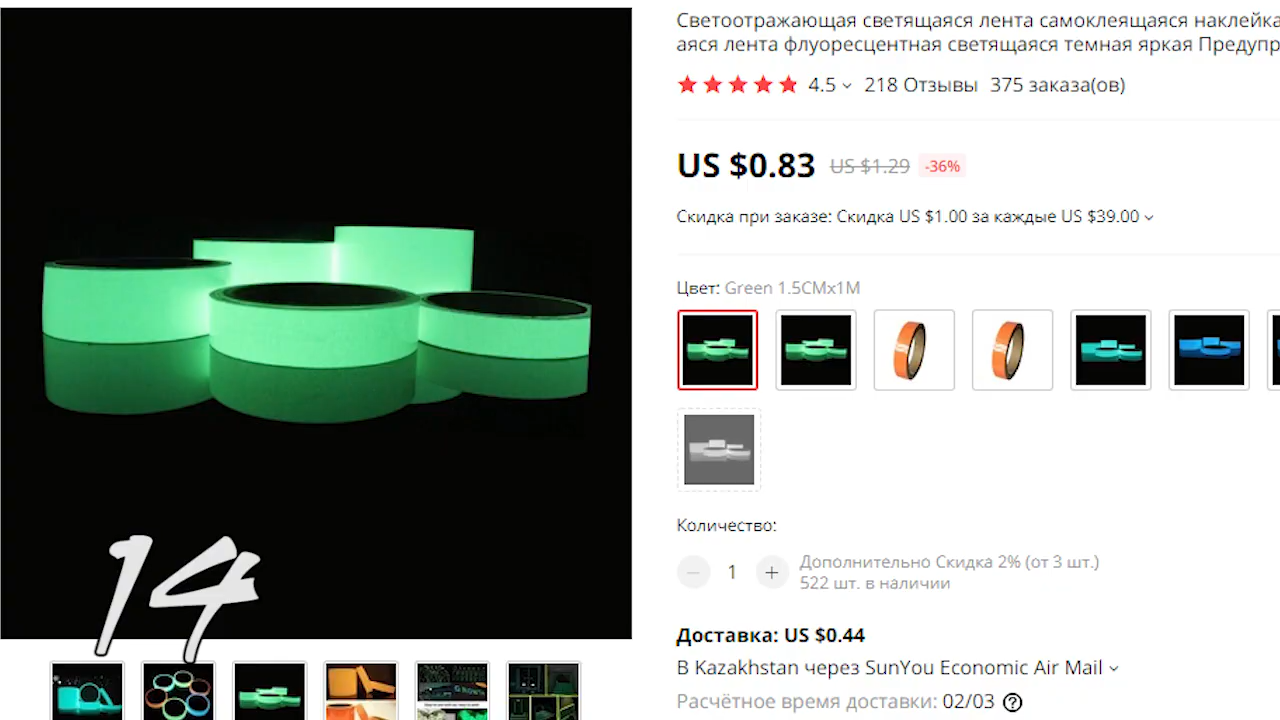 Светоотражающая светящаяся лента самоклеящаяся наклейка
аяся лента флуоресцентная светящаяся темная яркая Предупр
4.5 218 Отзывы 375 заказа(ов)
US $0.83 US $1.29 -36%
Скидка при заказе: Скидка US $1.00 за каждые US $39.00
Цвет: Green 1.5CMx1M
Количество:
1
Дополнительно Скидка 2% (от 3 шт.)
522 шт. в наличии
Доставка: US $0.44
В Kazakhstan через SunYou Economic Air Mail
Расчётное время доставки: 02/03
14